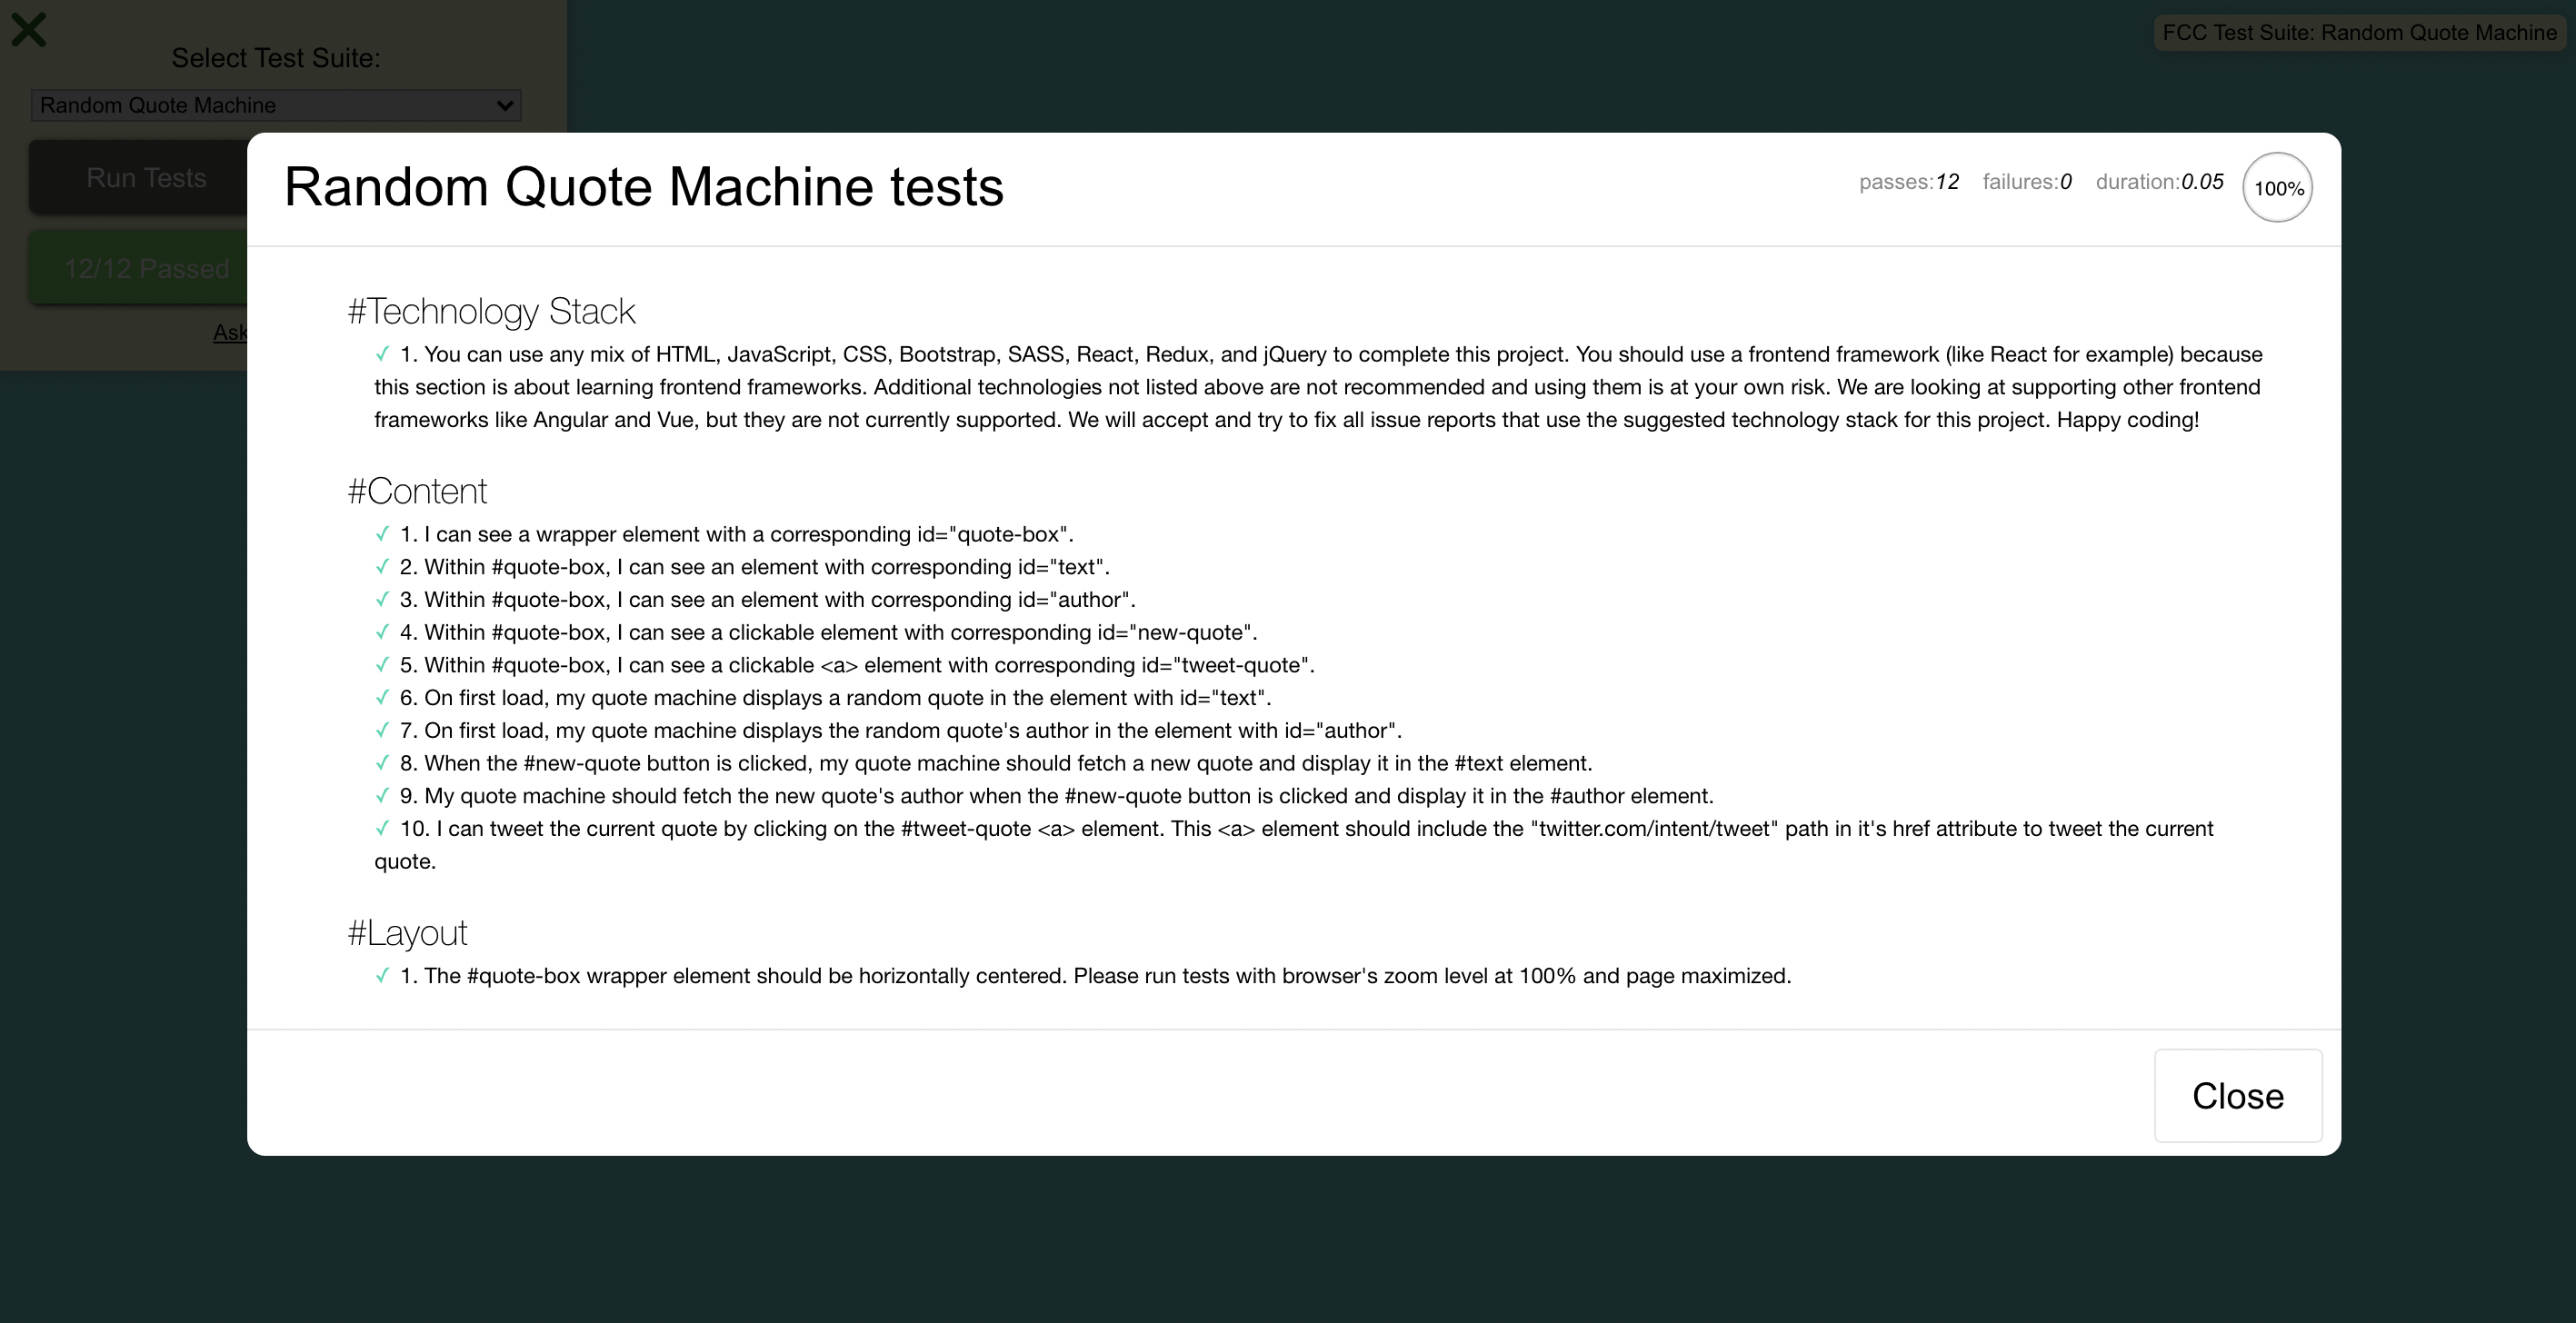 Select Test Suite:
FCC Test Suite: Random Quote Machine
Random Quote Machine
Run Tests
12/12 Passed
Ask
Random Quote Machine tests
passes:12 failures:0 duration:0.05 100%
#Technology Stack
✓ 1. You can use any mix of HTML, JavaScript, CSS, Bootstrap, SASS, React, Redux, and jQuery to complete this project. You should use a frontend framework (like React for example) because
this section is about learning frontend frameworks. Additional technologies not listed above are not recommended and using them is at your own risk. We are looking at supporting other frontend
frameworks like Angular and Vue, but they are not currently supported. We will accept and try to fix all issue reports that use the suggested technology stack for this project. Happy coding!
#Content
✓ 1. I can see a wrapper element with a corresponding id="quote-box".
✓ 2. Within #quote-box, I can see an element with corresponding id="text".
✓ 3. Within #quote-box, I can see an element with corresponding id="author".
✓ 4. Within #quote-box, I can see a clickable element with corresponding id="new-quote".
✓ 5. Within #quote-box, I can see a clickable <a> element with corresponding id="tweet-quote".
✓ 6. On first load, my quote machine displays a random quote in the element with id="text".
✓ 7. On first load, my quote machine displays the random quote's author in the element with id="author".
✓ 8. When the #new-quote button is clicked, my quote machine should fetch a new quote and display it in the #text element.
✓ 9. My quote machine should fetch the new quote's author when the #new-quote button is clicked and display it in the #author element.
✓ 10. I can tweet the current quote by clicking on the #tweet-quote <a> element. This <a> element should include the "twitter.com/intent/tweet" path in it's href attribute to tweet the current
quote.
#Layout
✓ 1. The #quote-box wrapper element should be horizontally centered. Please run tests with browser's zoom level at 100% and page maximized.
Close